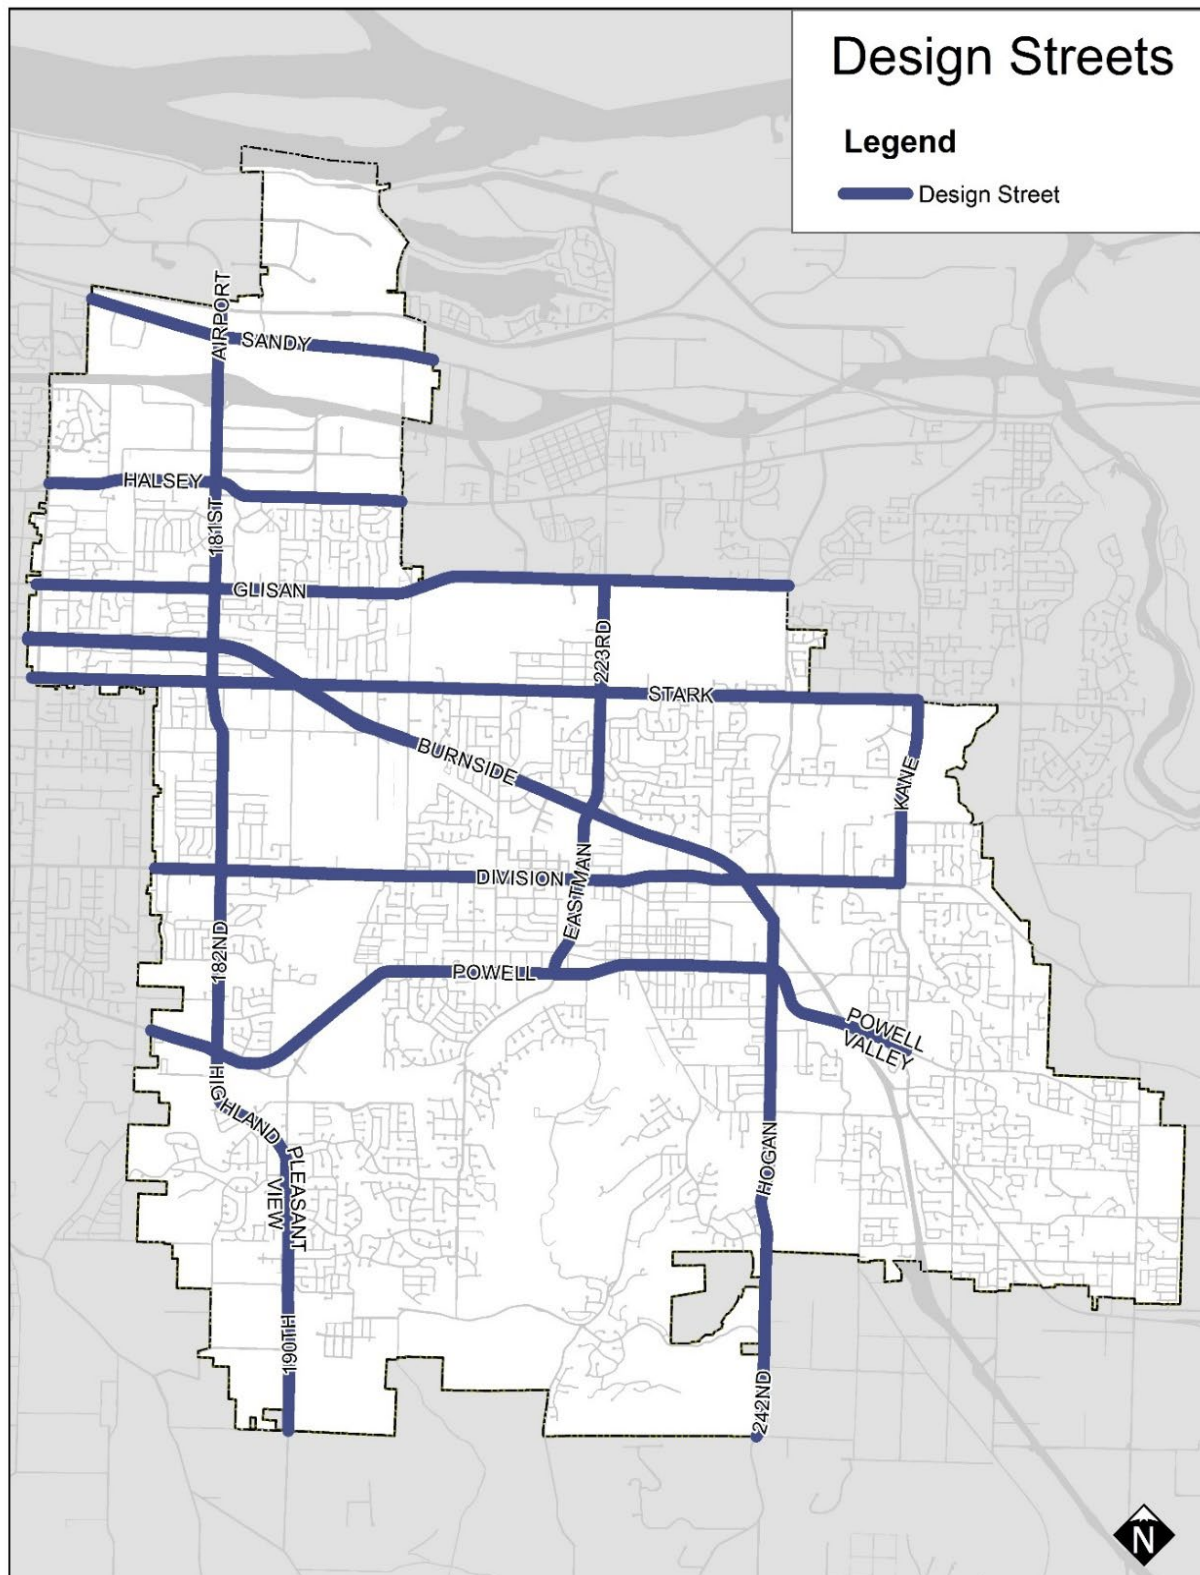 Design Streets
Legend
Design Street
AIRPORT
SANDY
HALSEY
181ST
GLISAN
223RD
STARK
BURNSIDE
KANE
DIVISION
EASTMAN
182ND
POWELL
POWELL
VALLEY
HIGHLAND
PLEASANT
VIEW
HOGAN
190TH
242ND
N